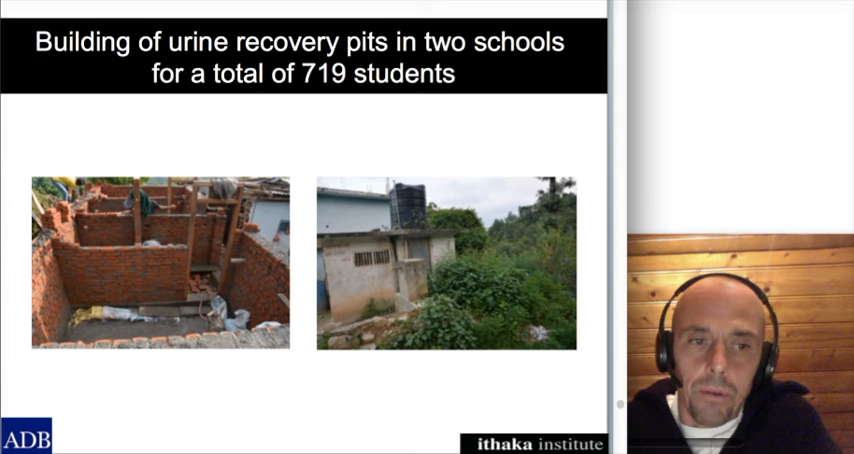 Building of urine recovery pits in two schools
for a total of 719 students
ADB
ithaka institute